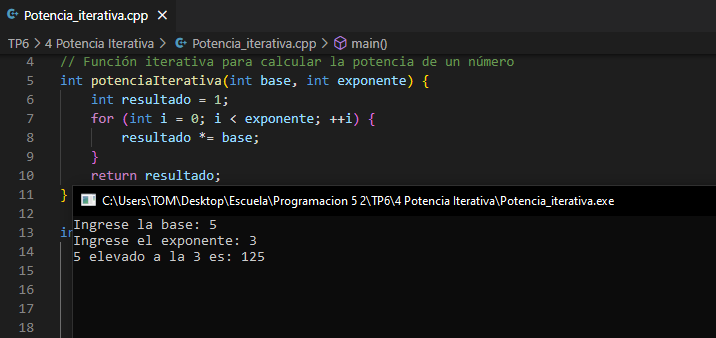 Potencia_iterativa.cpp ×
TP6 > 4 Potencia Iterativa > Potencia_iterativa.cpp > main()
4 // Función iterativa para calcular la potencia de un número
5 int potenciaIterativa(int base, int exponente) {
6 int resultado = 1;
7 for (int i = 0; i < exponente; ++i) {
8 resultado *= base;
9 }
10 return resultado;
11 }
C:\Users\TOM\Desktop\Escuela\Programacion 5 2\TP6\4 Potencia Iterativa\Potencia_iterativa.exe
12
Ingrese la base: 5
13 in
Ingrese el exponente: 3
14
5 elevado a la 3 es: 125
15
16
17
18